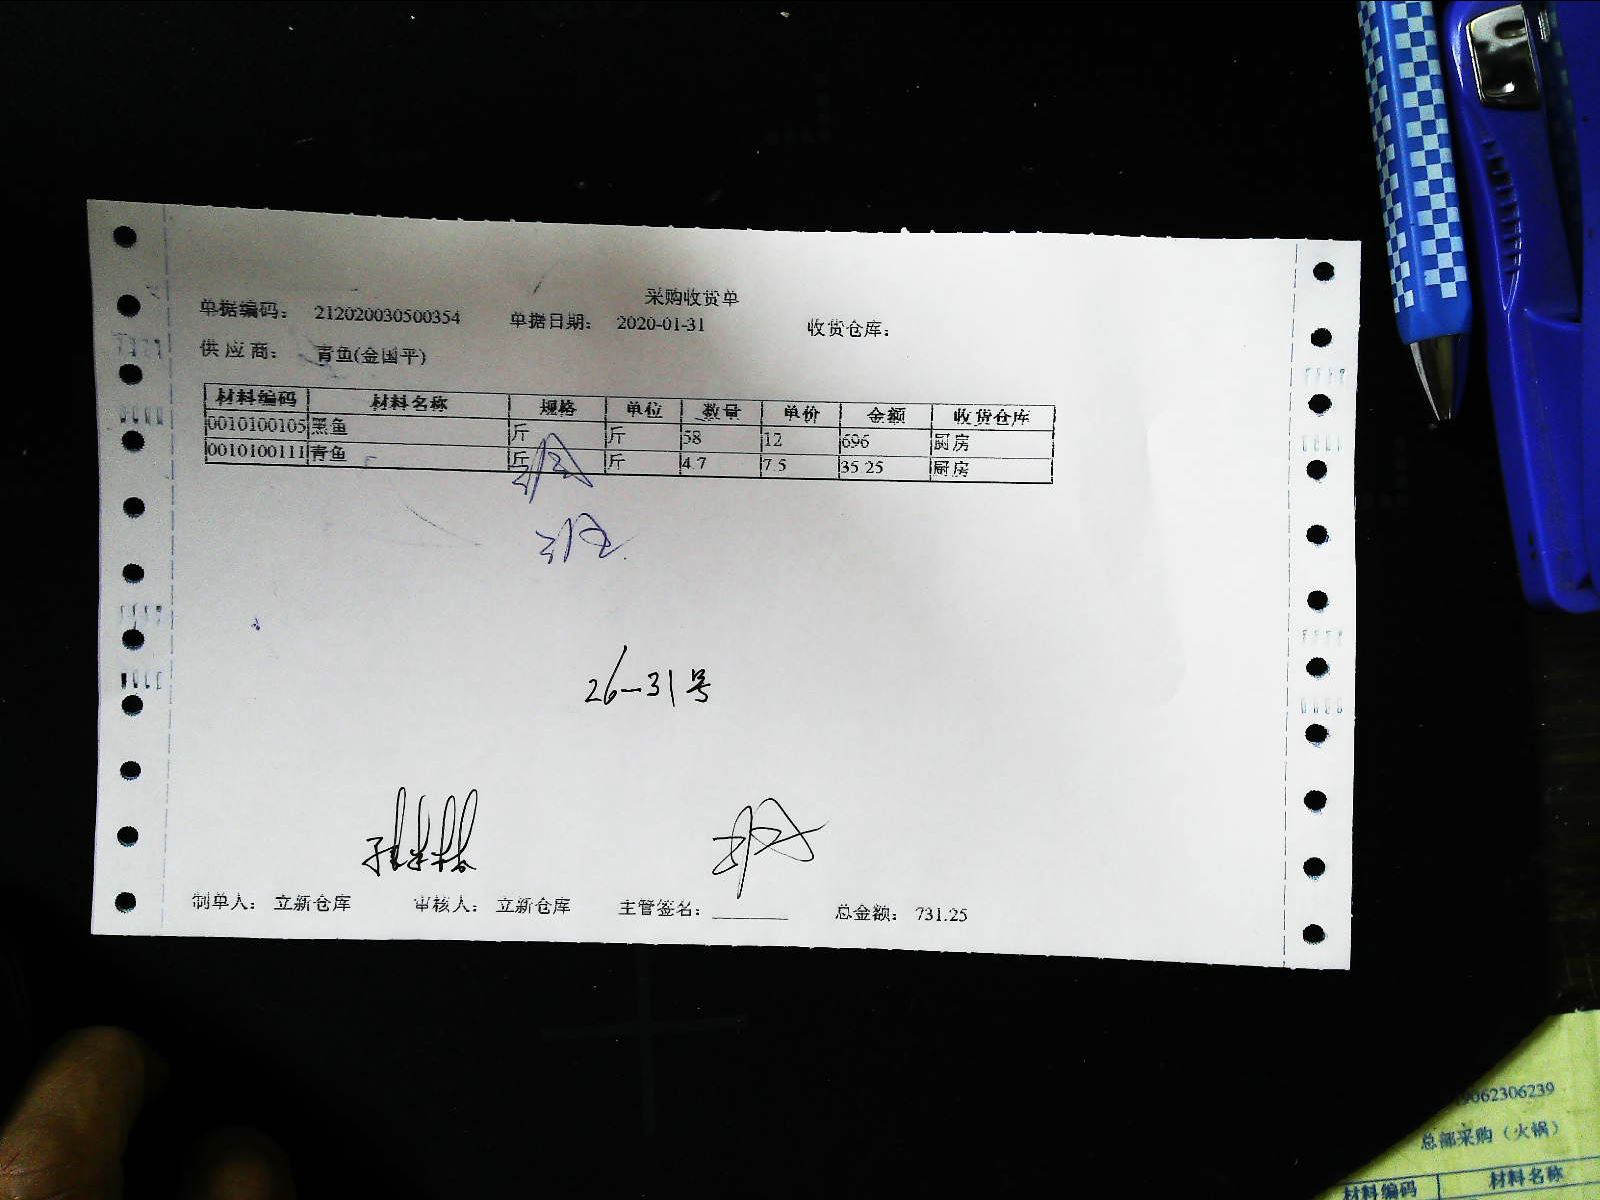 采购收货单
单据编码： 212020030500354 单据日期： 2020-01-31 收货仓库：
供 应 商： 青鱼(金国平)
材料编码 材料名称 规格 单位 数量 单价 金额 收货仓库
0010100105 黑鱼 斤 斤 58 12 696 厨房
0010100111 青鱼 斤 斤 4.7 7.5 35.25 厨房
26-31号
制单人： 立新仓库 审核人： 立新仓库 主管签名： 总金额： 731.25
062306239
总部采购（火锅）
材料编码 材料名称